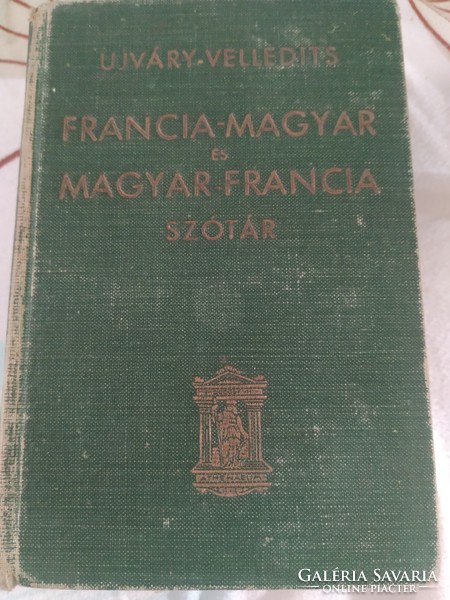 UJVÁRY-VELLEDITS
FRANCIA-MAGYAR
ÉS
MAGYAR-FRANCIA
SZÓTÁR
ATHENAEUM
GALÉRIA SAVARIA
ONLINE PIACTÉR